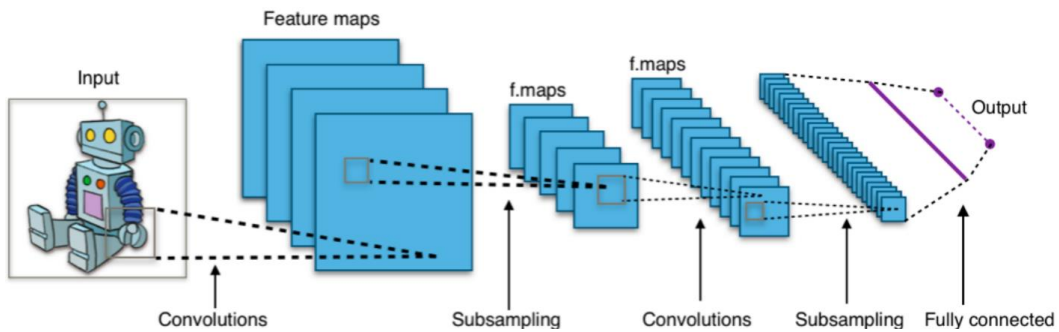 Feature maps
Input
f.maps
f.maps
Output
Convolutions
Subsampling
Convolutions
Subsampling
Fully connected